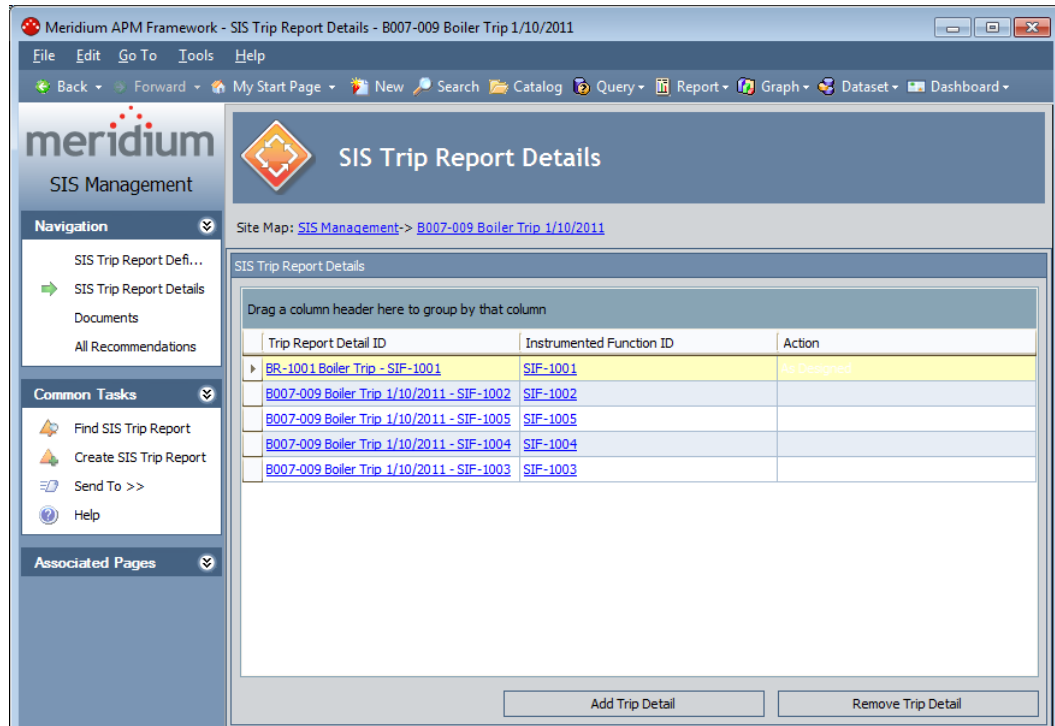 Meridium APM Framework - SIS Trip Report Details - B007-009 Boiler Trip 1/10/2011
File Edit Go To Tools Help
Back Forward My Start Page New Search Catalog Query Report Graph Dataset Dashboard
meridium
SIS Management
SIS Trip Report Details
Navigation
SIS Trip Report Defi...
SIS Trip Report Details
Documents
All Recommendations
Common Tasks
Find SIS Trip Report
Create SIS Trip Report
Send To >>
Help
Associated Pages
Site Map: SIS Management-> B007-009 Boiler Trip 1/10/2011
SIS Trip Report Details
Drag a column header here to group by that column
Trip Report Detail ID Instrumented Function ID Action
BR-1001 Boiler Trip - SIF-1001 SIF-1001 As Designed
B007-009 Boiler Trip 1/10/2011 - SIF-1002 SIF-1002
B007-009 Boiler Trip 1/10/2011 - SIF-1005 SIF-1005
B007-009 Boiler Trip 1/10/2011 - SIF-1004 SIF-1004
B007-009 Boiler Trip 1/10/2011 - SIF-1003 SIF-1003
Add Trip Detail Remove Trip Detail